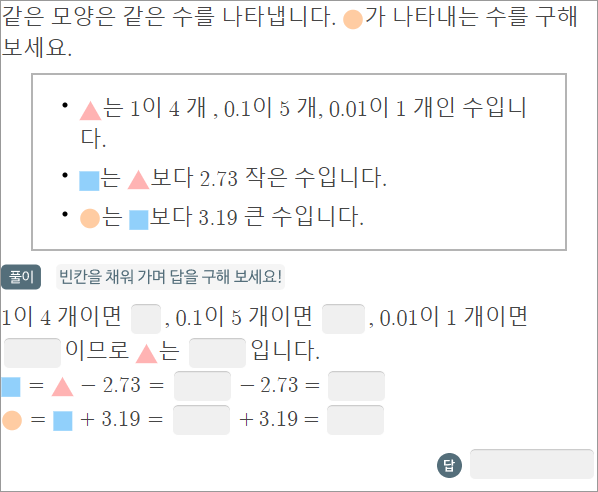 같은 모양은 같은 수를 나타냅니다. 가 나타내는 수를 구해
보세요.
• 는 1이 4 개 , 0.1이 5 개, 0.01이 1 개인 수입니
다.
• 는 보다 2.73 작은 수입니다.
• 는 보다 3.19 큰 수입니다.
풀이 빈칸을 채워 가며 답을 구해 보세요!
1이 4 개이면 , 0.1이 5 개이면 , 0.01이 1 개이면
이므로 는 입니다.
= − 2.73 = − 2.73 =
= + 3.19 = + 3.19 =
답